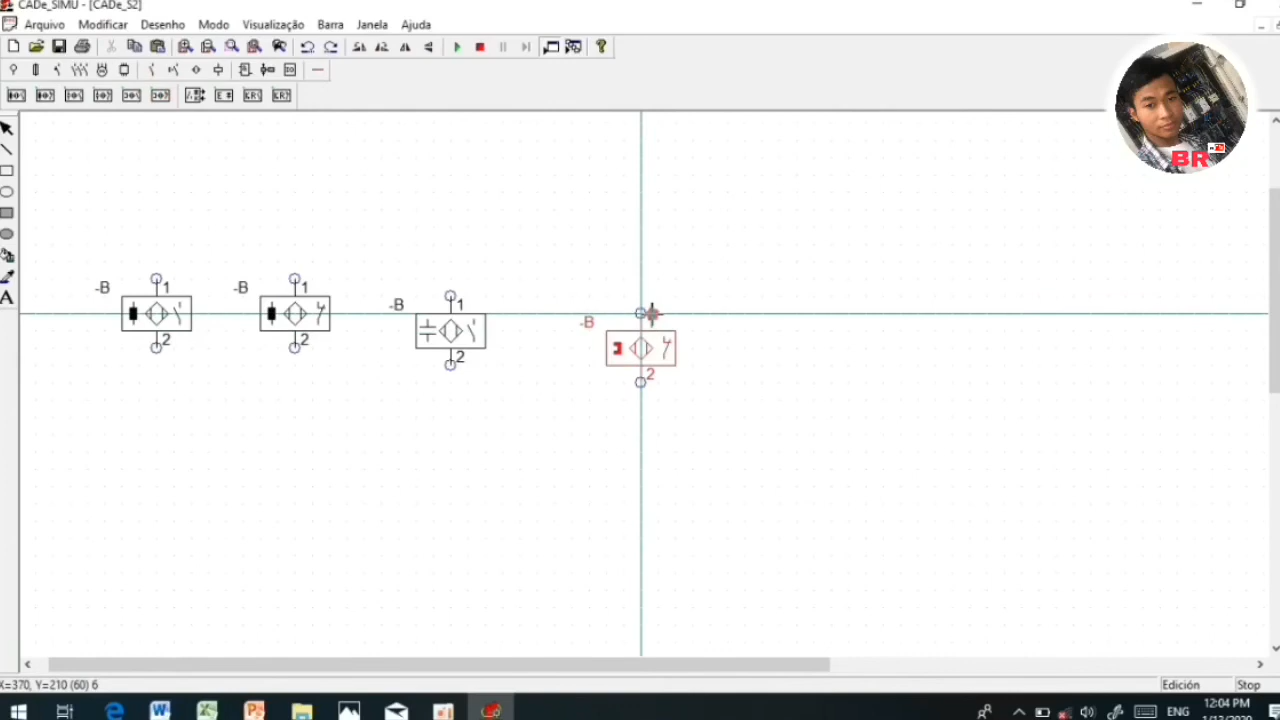 CADe_SIMU - [CADe_S2]
Arquivo Modificar Desenho Modo Visualização Barra Janela Ajuda
BR
A
-B 1 2
-B 1 2
-B 1 2
-B 2
X=370, Y=210 (60) 6
Edición Stop
ENG
12:04 PM